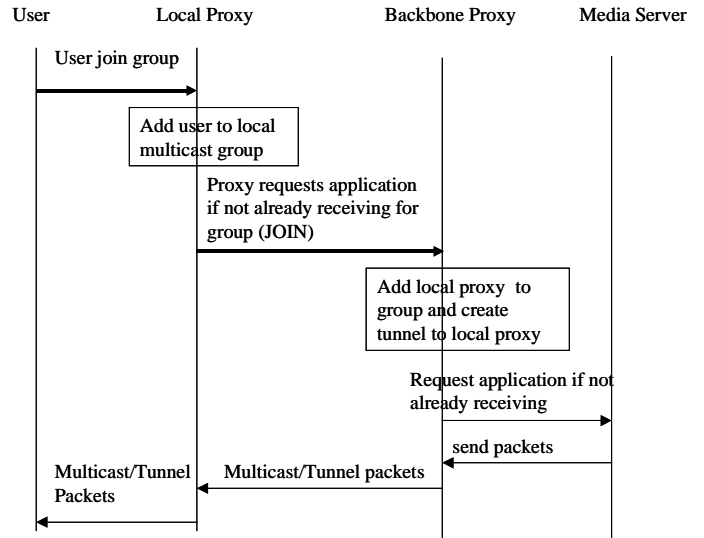 User
Local Proxy
Backbone Proxy
Media Server
User join group
Add user to local
multicast group
Proxy requests application
if not already receiving for
group (JOIN)
Add local proxy to
group and create
tunnel to local proxy
Request application if not
already receiving
send packets
Multicast/Tunnel packets
Multicast/Tunnel
Packets